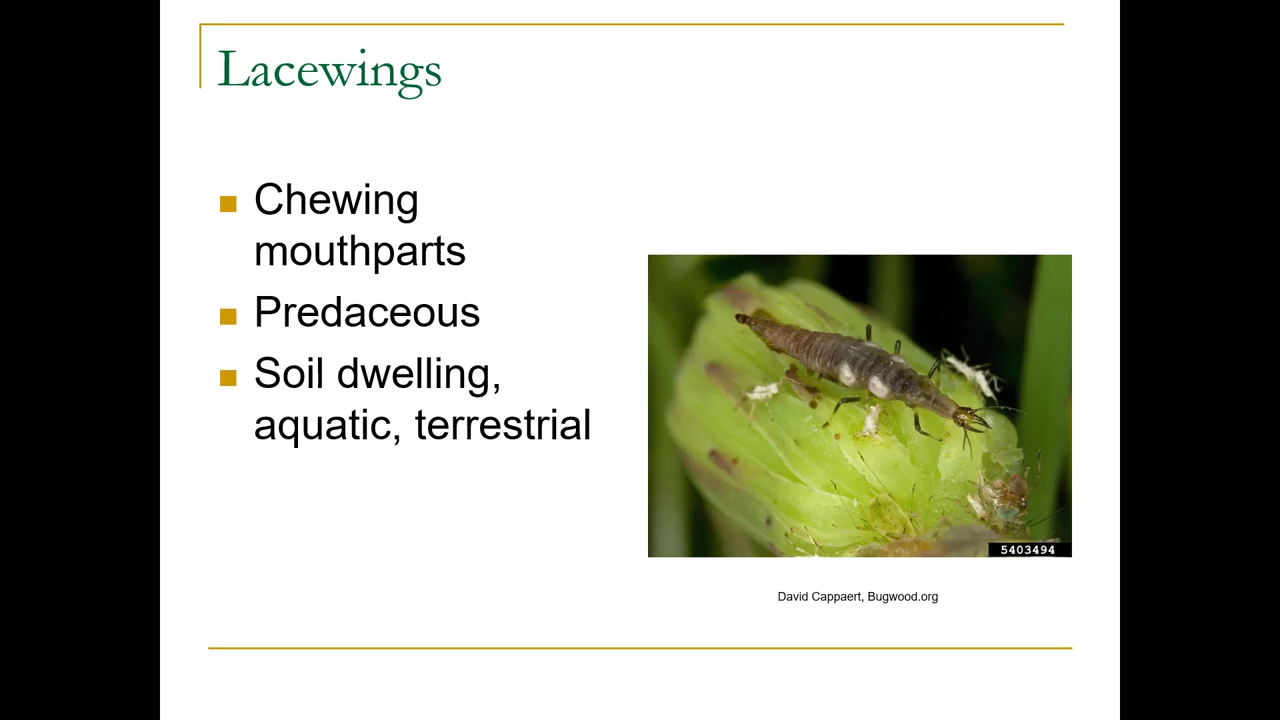 Lacewings
Chewing
mouthparts
Predaceous
Soil dwelling,
aquatic, terrestrial
5403494
David Cappaert, Bugwood.org